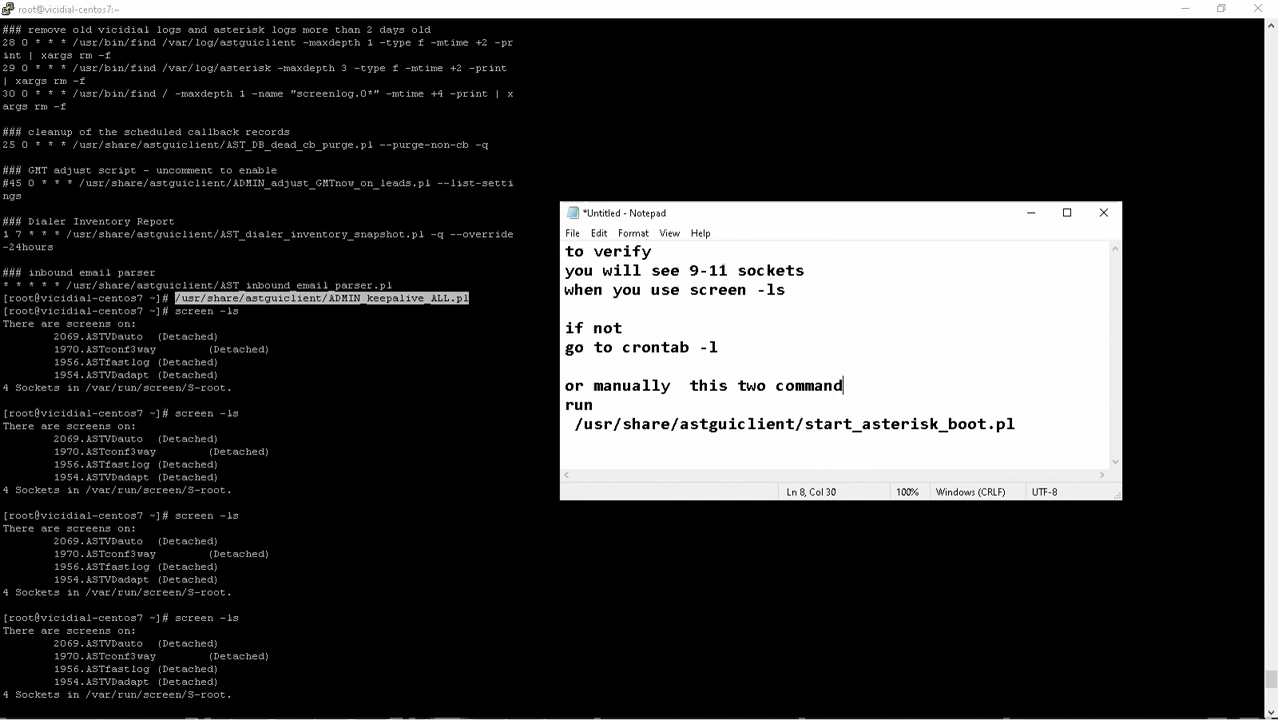 root@vicidial-centos7:~
### remove old vicidial logs and asterisk logs more than 2 days old
28 0 * * * /usr/bin/find /var/log/astguiclient -maxdepth 1 -type f -mtime +2 -pr
int | xargs rm -f
29 0 * * * /usr/bin/find /var/log/asterisk -maxdepth 3 -type f -mtime +2 -print
| xargs rm -f
30 0 * * * /usr/bin/find / -maxdepth 1 -name "screenlog.0*" -mtime +4 -print | x
args rm -f
### cleanup of the scheduled callback records
25 0 * * * /usr/share/astguiclient/AST_DB_dead_cb_purge.pl --purge-non-cb -q
### GMT adjust script - uncomment to enable
#45 0 * * * /usr/share/astguiclient/ADMIN_adjust_GMTnow_on_leads.pl --list-setti
ngs
### Dialer Inventory Report
1 7 * * * /usr/share/astguiclient/AST_dialer_inventory_snapshot.pl -q --override
-24hours
### inbound email parser
* * * * * /usr/share/astguiclient/AST_inbound_email_parser.pl
[root@vicidial-centos7 ~]# /usr/share/astguiclient/ADMIN_keepalive_ALL.pl
[root@vicidial-centos7 ~]# screen -ls
There are screens on:
2069.ASTVDauto (Detached)
1970.ASTconf3way (Detached)
1956.ASTfastlog (Detached)
1954.ASTVDadapt (Detached)
4 Sockets in /var/run/screen/S-root.
[root@vicidial-centos7 ~]# screen -ls
There are screens on:
2069.ASTVDauto (Detached)
1970.ASTconf3way (Detached)
1956.ASTfastlog (Detached)
1954.ASTVDadapt (Detached)
4 Sockets in /var/run/screen/S-root.
[root@vicidial-centos7 ~]# screen -ls
There are screens on:
2069.ASTVDauto (Detached)
1970.ASTconf3way (Detached)
1956.ASTfastlog (Detached)
1954.ASTVDadapt (Detached)
4 Sockets in /var/run/screen/S-root.
[root@vicidial-centos7 ~]# screen -ls
There are screens on:
2069.ASTVDauto (Detached)
1970.ASTconf3way (Detached)
1956.ASTfastlog (Detached)
1954.ASTVDadapt (Detached)
4 Sockets in /var/run/screen/S-root.
*Untitled - Notepad
File Edit Format View Help
to verify
you will see 9-11 sockets
when you use screen -ls
if not
go to crontab -l
or manually  this two command
run
/usr/share/astguiclient/start_asterisk_boot.pl
Ln 8, Col 30 100% Windows (CRLF) UTF-8